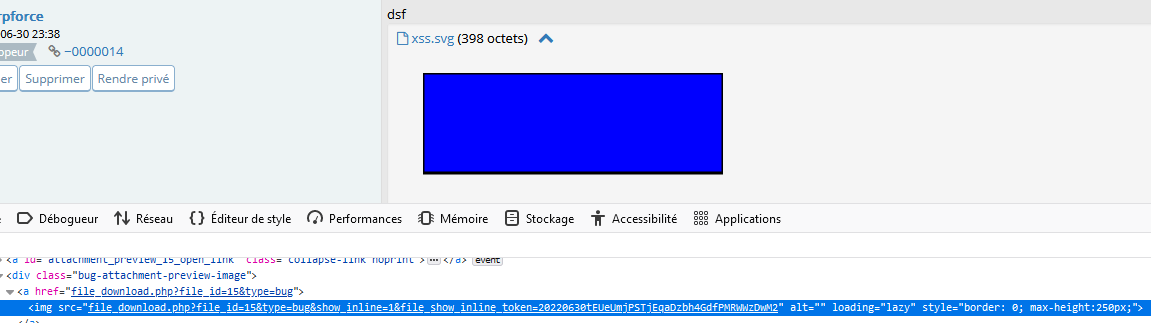 rpforce
06-30 23:38
opeur −0000014
er Supprimer Rendre privé
dsf
xss.svg (398 octets)
Débogueur Réseau Éditeur de style Performances Mémoire Stockage Accessibilité Applications
<a id="attachment_preview_15_open_link" class="collapse-link noprint">⋯</a> event
<div class="bug-attachment-preview-image">
<a href="file_download.php?file_id=15&type=bug">
<img src="file_download.php?file_id=15&type=bug&show_inline=1&file_show_inline_token=20220630tEUeUmjPSTjEqaDzbh4GdfPMRWWzDwM2" alt="" loading="lazy" style="border: 0; max-height:250px;">
</a>